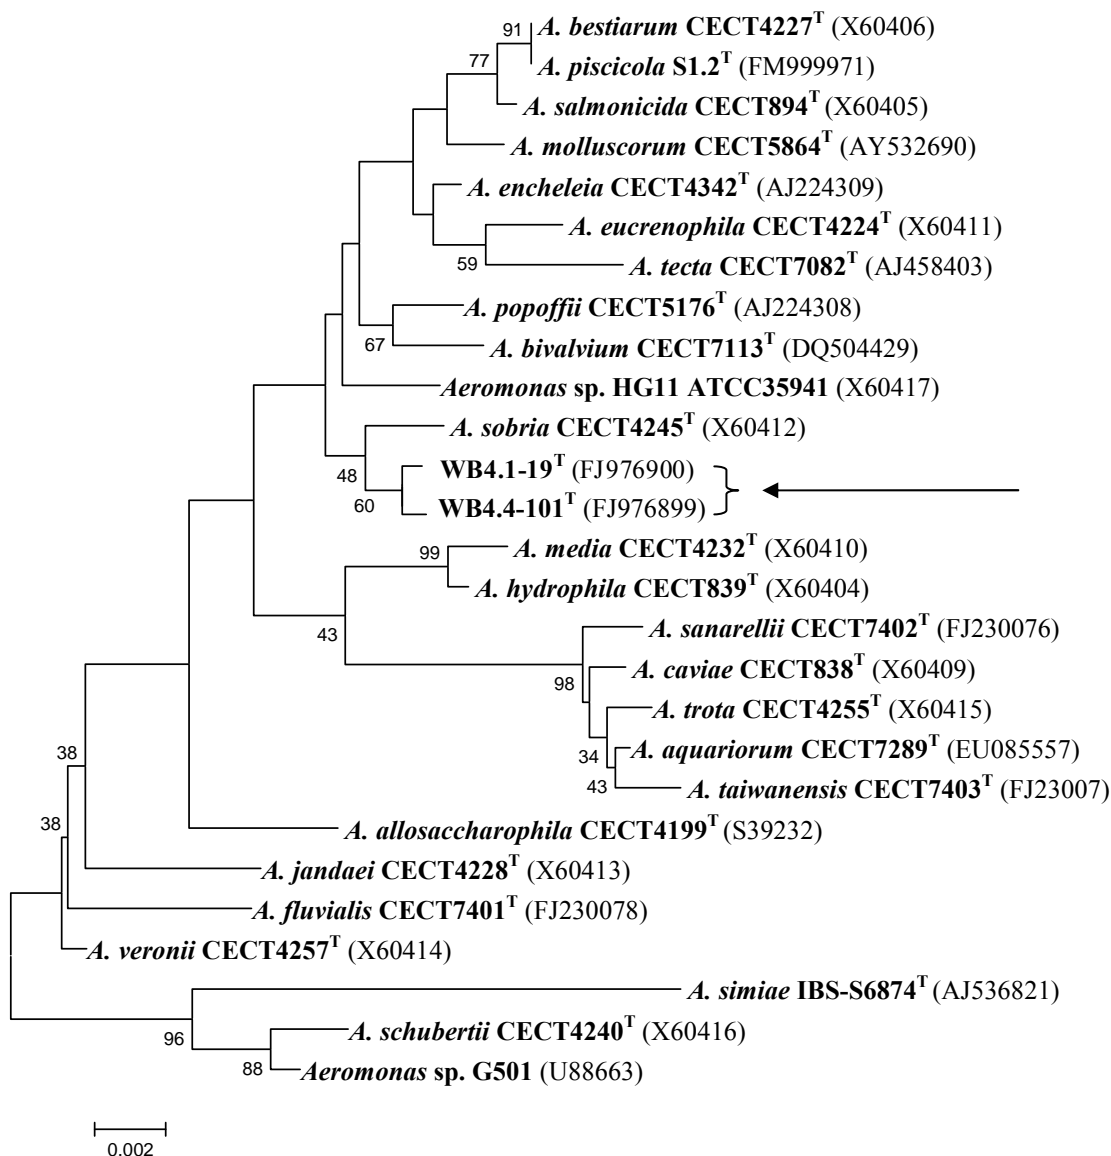 91
A. bestiarum CECT4227T (X60406)
77
A. piscicola S1.2T (FM999971)
A. salmonicida CECT894T (X60405)
A. molluscorum CECT5864T (AY532690)
A. encheleia CECT4342T (AJ224309)
A. eucrenophila CECT4224T (X60411)
59
A. tecta CECT7082T (AJ458403)
A. popoffii CECT5176T (AJ224308)
67
A. bivalvium CECT7113T (DQ504429)
Aeromonas sp. HG11 ATCC35941 (X60417)
A. sobria CECT4245T (X60412)
48
WB4.1-19T (FJ976900)
60
WB4.4-101T (FJ976899)
99
A. media CECT4232T (X60410)
A. hydrophila CECT839T (X60404)
43
A. sanarellii CECT7402T (FJ230076)
98
A. caviae CECT838T (X60409)
A. trota CECT4255T (X60415)
34
A. aquariorum CECT7289T (EU085557)
43
A. taiwanensis CECT7403T (FJ23007)
38
38
A. allosaccharophila CECT4199T (S39232)
A. jandaei CECT4228T (X60413)
A. fluvialis CECT7401T (FJ230078)
A. veronii CECT4257T (X60414)
A. simiae IBS-S6874T (AJ536821)
96
A. schubertii CECT4240T (X60416)
88
Aeromonas sp. G501 (U88663)
0.002